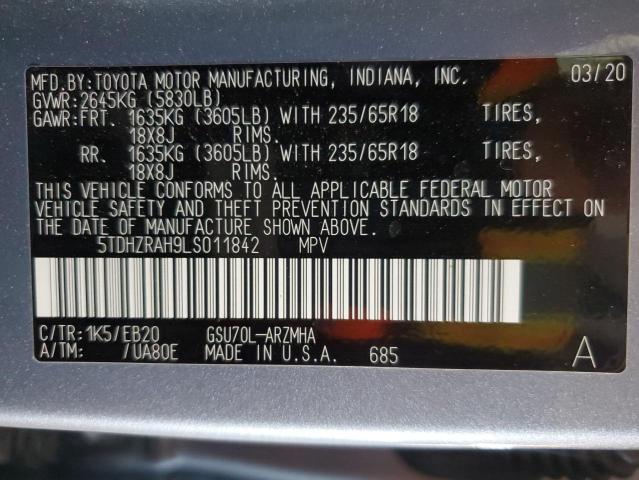 MFD.BY:TOYOTA MOTOR MANUFACTURING, INDIANA, INC. 03/20
GVWR:2645KG (5830LB)
GAWR:FRT. 1635KG (3605LB) WITH 235/65R18 TIRES,
18X8J RIMS.
RR. 1635KG (3605LB) WITH 235/65R18 TIRES,
18X8J RIMS.
THIS VEHICLE CONFORMS TO ALL APPLICABLE FEDERAL MOTOR
VEHICLE SAFETY AND THEFT PREVENTION STANDARDS IN EFFECT ON
THE DATE OF MANUFACTURE SHOWN ABOVE.
5TDHZRAH9LS011842 MPV
C/TR:1K5/EB20 GSU70L-ARZMHA
A/TM: /UA80E MADE IN U.S.A. 685 A